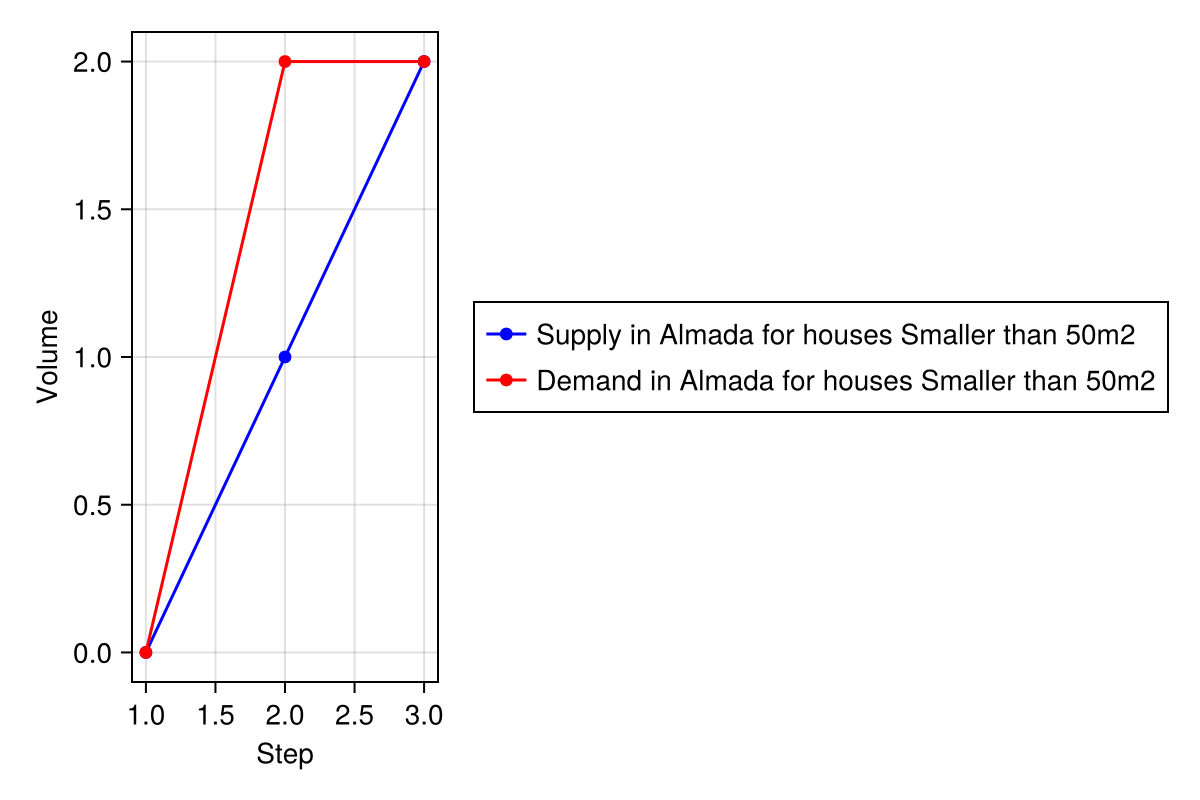 2.0
1.5
1.0
0.5
0.0
Volume
1.0 1.5 2.0 2.5 3.0
Step
Supply in Almada for houses Smaller than 50m2
Demand in Almada for houses Smaller than 50m2